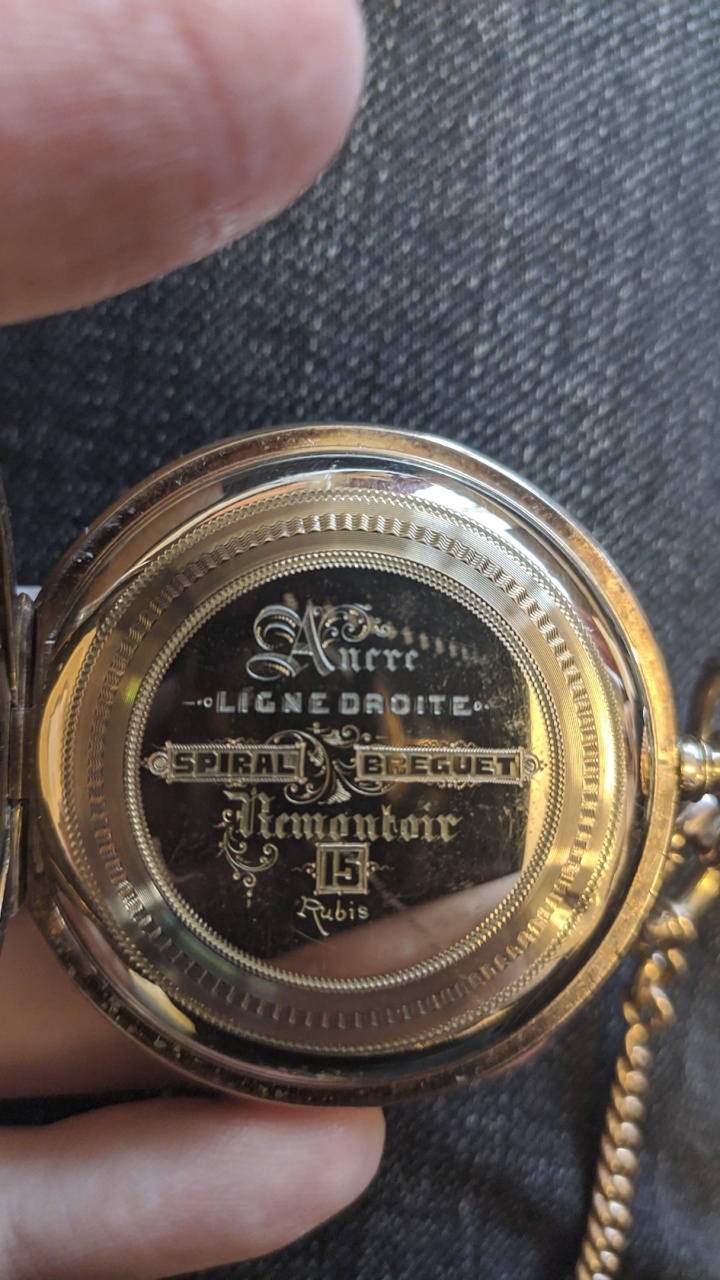 Ancre
LIGNE DROITE
SPIRAL BREGUET
Remontoir
15
Rubis